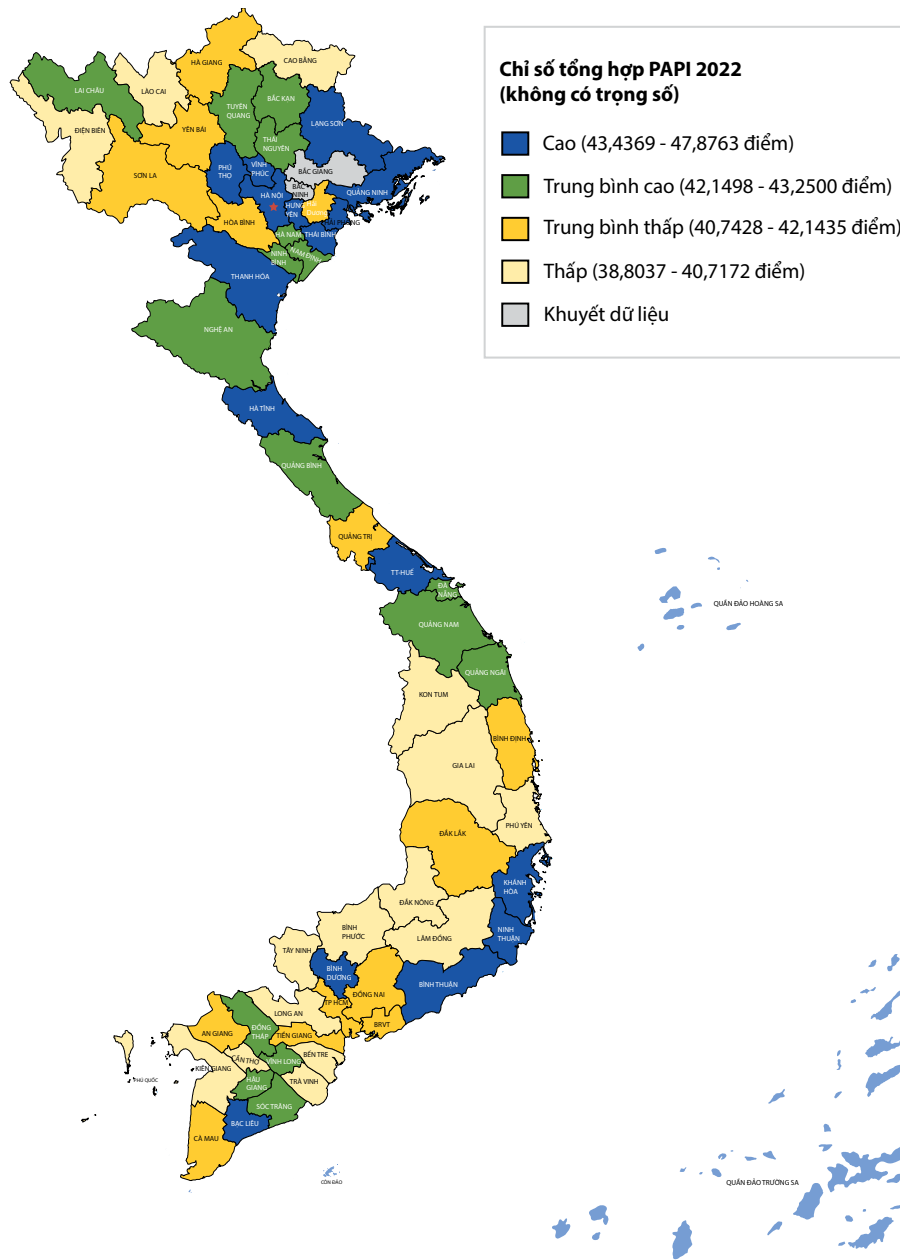 Chỉ số tổng hợp PAPI 2022
(không có trọng số)
Cao (43,4369 - 47,8763 điểm)
Trung bình cao (42,1498 - 43,2500 điểm)
Trung bình thấp (40,7428 - 42,1435 điểm)
Thấp (38,8037 - 40,7172 điểm)
Khuyết dữ liệu
HÀ GIANG
CAO BẰNG
LAI CHÂU
LÀO CAI
BẮC KẠN
TUYÊN
QUANG
LẠNG SƠN
ĐIỆN BIÊN
YÊN BÁI
THÁI
NGUYÊN
SƠN LA
PHÚ
THỌ
VĨNH
PHÚC
BẮC GIANG
BẮC
NINH
QUẢNG NINH
HÀ NỘI
HƯNG
YÊN
HẢI PHÒNG
HÒA BÌNH
HÀ NAM
THÁI BÌNH
NINH
BÌNH
NAM ĐỊNH
THANH HÓA
NGHỆ AN
HÀ TĨNH
QUẢNG BÌNH
QUẢNG TRỊ
TT-HUẾ
ĐÀ
NẴNG
QUẦN ĐẢO HOÀNG SA
QUẢNG NAM
QUẢNG NGÃI
KON TUM
BÌNH ĐỊNH
GIA LAI
PHÚ YÊN
ĐẮK LẮK
KHÁNH
HÒA
ĐẮK NÔNG
NINH
THUẬN
BÌNH
PHƯỚC
LÂM ĐỒNG
TÂY NINH
BÌNH
DƯƠNG
BÌNH THUẬN
ĐỒNG NAI
TP HCM
LONG AN
BRVT
AN GIANG
ĐỒNG
THÁP
TIỀN GIANG
BẾN TRE
CẦN THƠ
VĨNH LONG
KIÊN GIANG
PHÚ QUỐC
HẬU
GIANG
TRÀ VINH
SÓC TRĂNG
BẠC LIÊU
CÀ MAU
CÔN ĐẢO
QUẦN ĐẢO TRƯỜNG SA